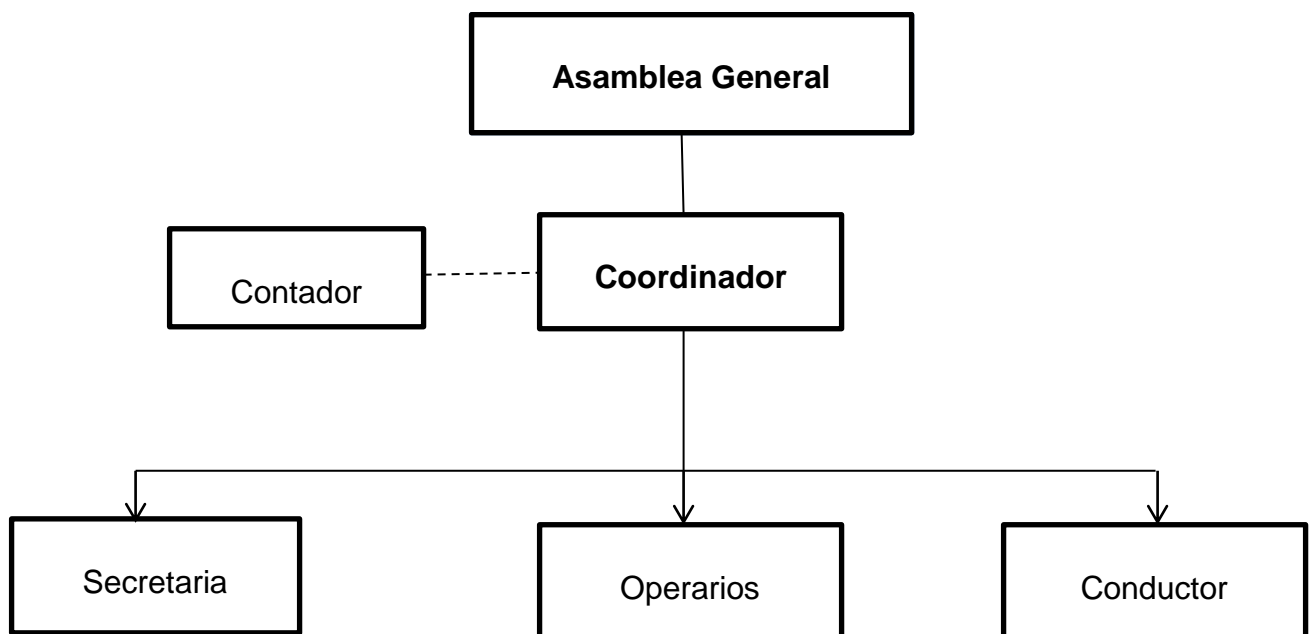 Asamblea General
Contador
Coordinador
Secretaria
Operarios
Conductor